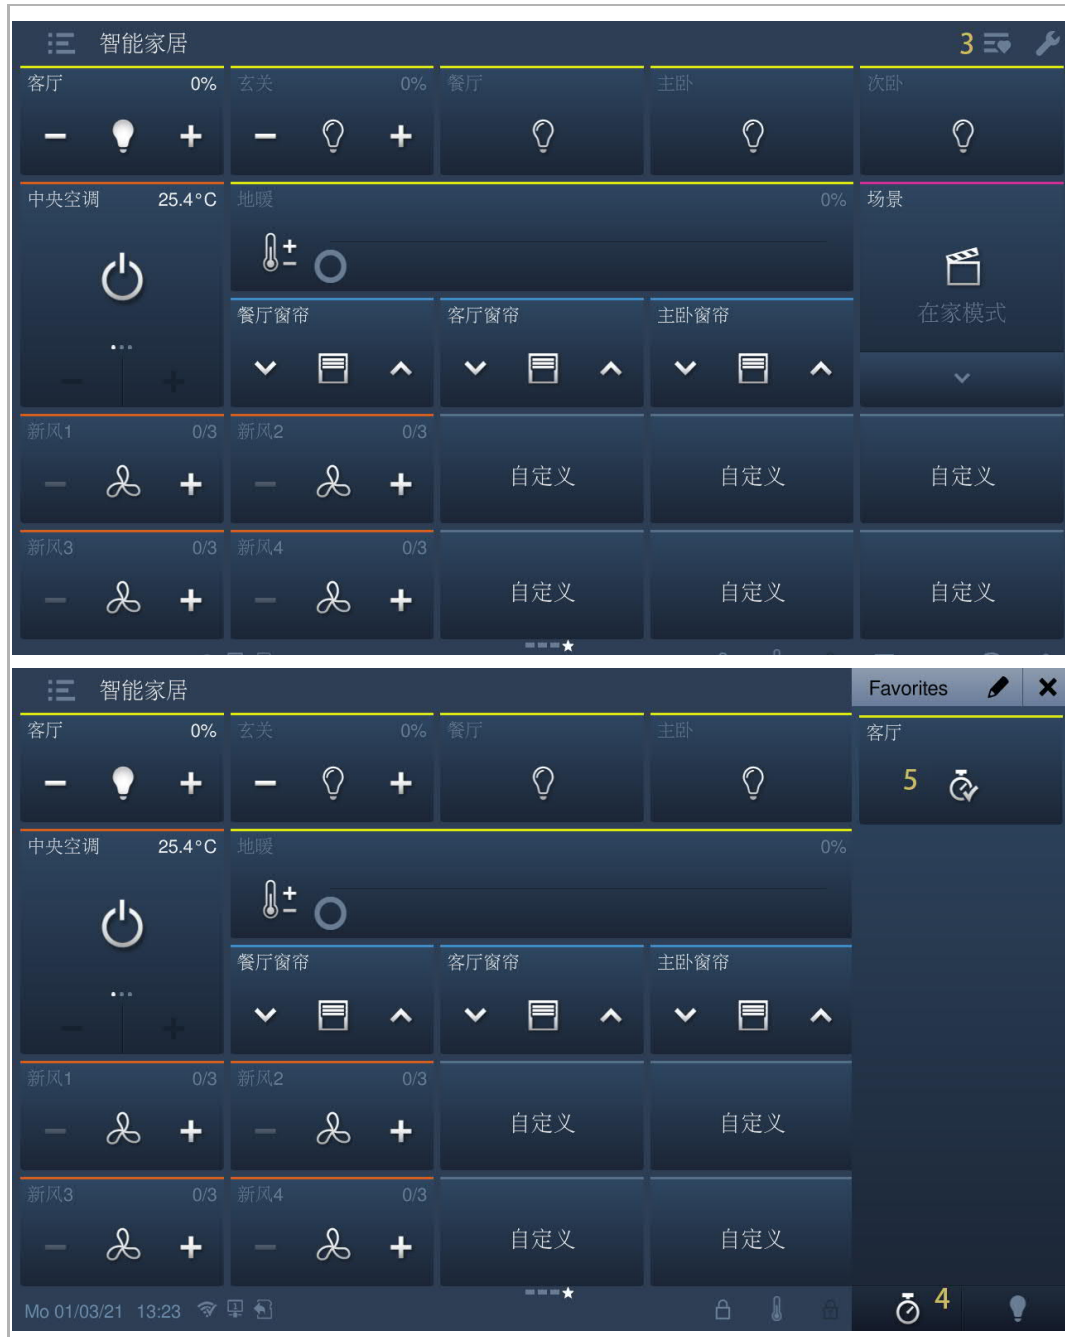 智能家居 3
客厅 0% 玄关 0% 餐厅 主卧 次卧
中央空调 25.4°C 地暖 0% 场景
在家模式
餐厅窗帘 客厅窗帘 主卧窗帘
新风1 0/3 新风2 0/3
自定义 自定义 自定义
新风3 0/3 新风4 0/3
自定义 自定义 自定义
智能家居 Favorites
客厅 0% 玄关 0% 餐厅 主卧 客厅
5
中央空调 25.4°C 地暖 0%
餐厅窗帘 客厅窗帘 主卧窗帘
新风1 0/3 新风2 0/3
自定义 自定义
新风3 0/3 新风4 0/3
自定义 自定义
Mo 01/03/21 13:23 4